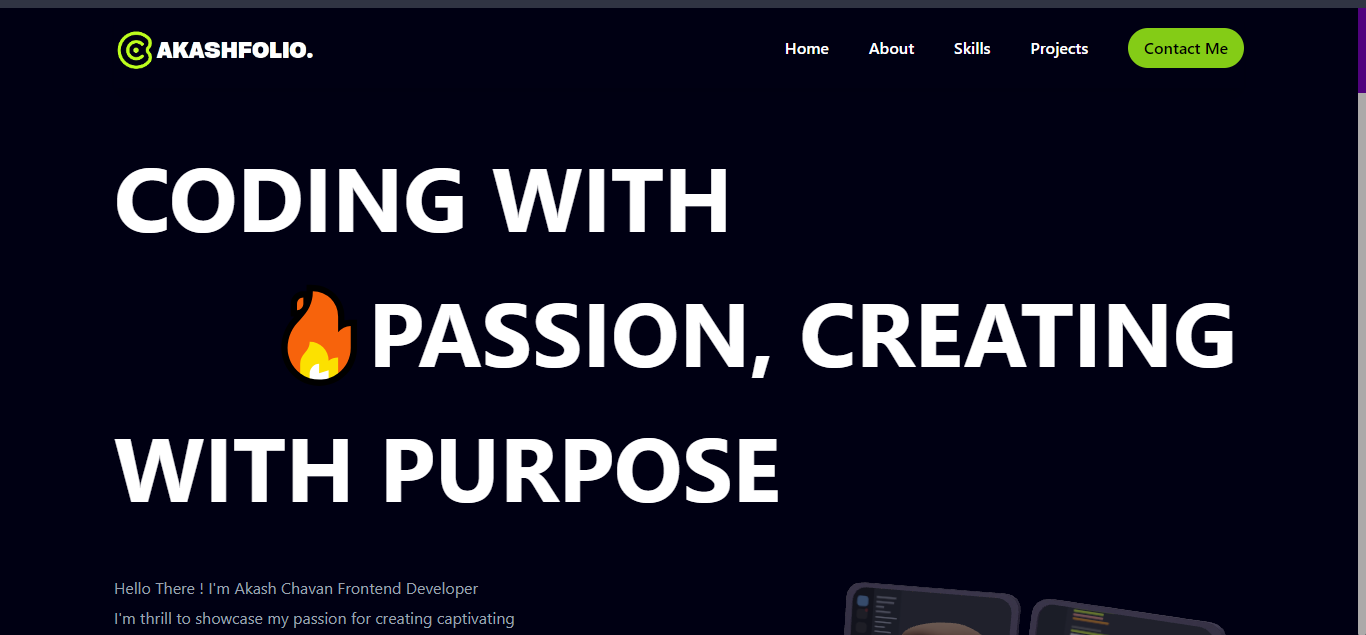 AKASHFOLIO.
Home About Skills Projects Contact Me
CODING WITH
PASSION, CREATING
WITH PURPOSE
Hello There ! I'm Akash Chavan Frontend Developer
I'm thrill to showcase my passion for creating captivating